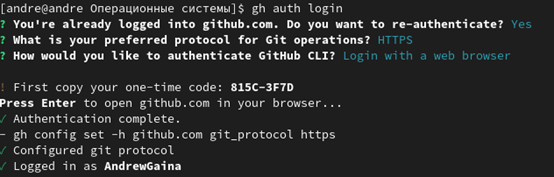 [andre@andre Операционные системы]$ gh auth login
? You're already logged into github.com. Do you want to re-authenticate? Yes
? What is your preferred protocol for Git operations? HTTPS
? How would you like to authenticate GitHub CLI? Login with a web browser
! First copy your one-time code: 815C-3F7D
Press Enter to open github.com in your browser...
✓ Authentication complete.
- gh config set -h github.com git_protocol https
✓ Configured git protocol
✓ Logged in as AndrewGaina